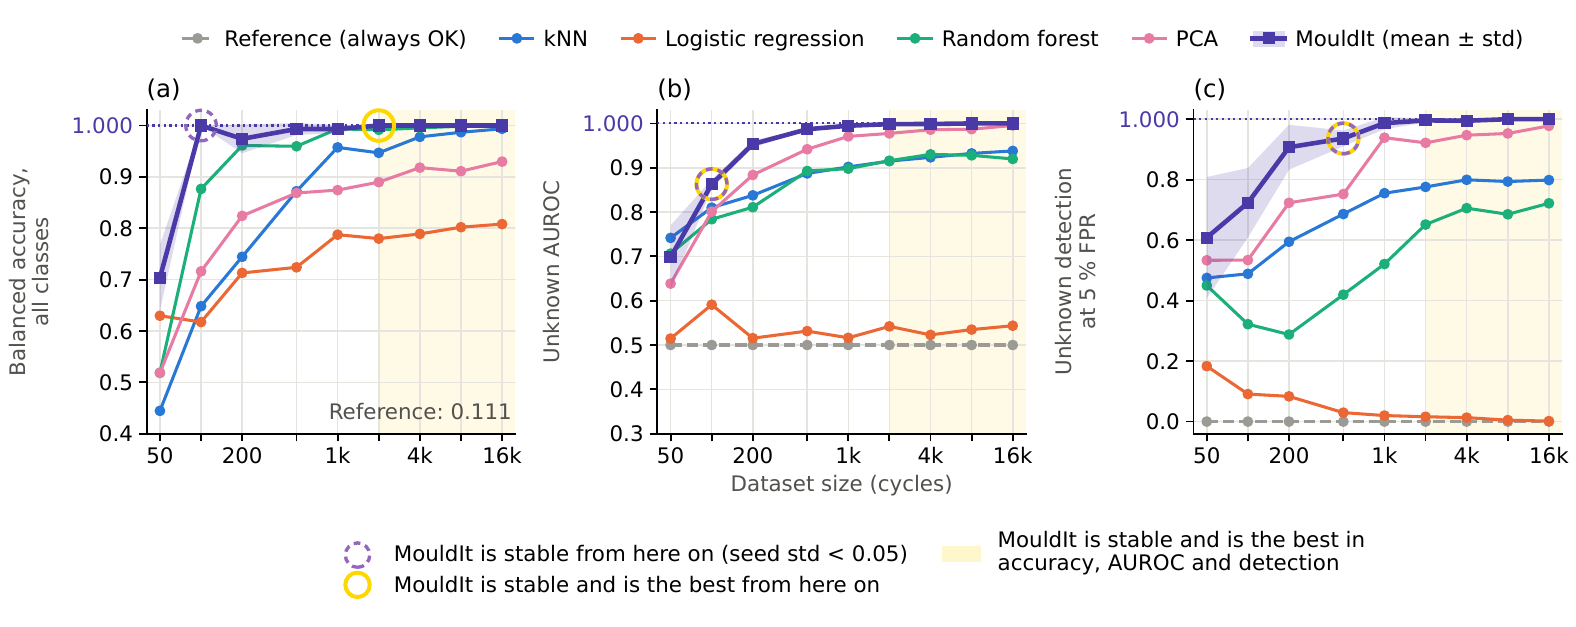 Reference (always OK) kNN Logistic regression Random forest PCA MouldIt (mean ± std)
(a) (b) (c)
Balanced accuracy,
all classes
1.000
0.9
0.8
0.7
0.6
0.5
0.4
Reference: 0.111
50 200 1k 4k 16k
Unknown AUROC
1.000
0.9
0.8
0.7
0.6
0.5
0.4
0.3
50 200 1k 4k 16k
Dataset size (cycles)
Unknown detection
at 5 % FPR
1.000
0.8
0.6
0.4
0.2
0.0
50 200 1k 4k 16k
MouldIt is stable from here on (seed std < 0.05)
MouldIt is stable and is the best from here on
MouldIt is stable and is the best in
accuracy, AUROC and detection